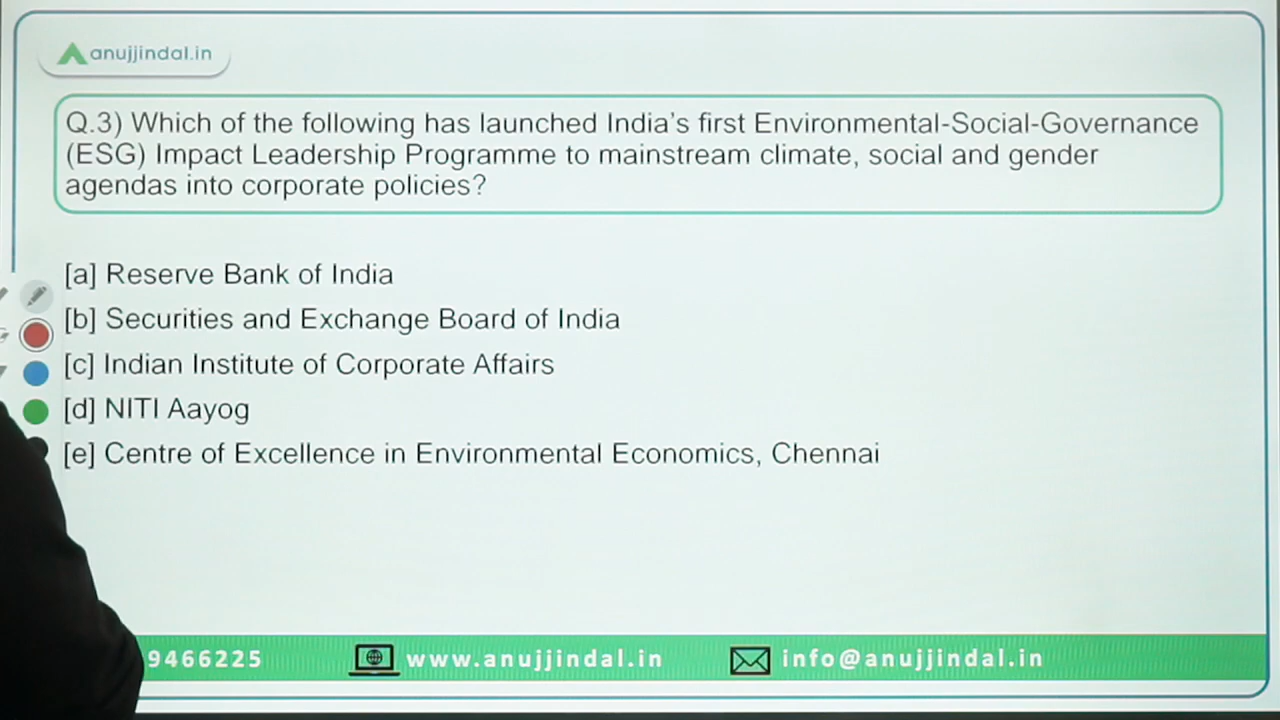 anujjindal.in
Q.3) Which of the following has launched India's first Environmental-Social-Governance
(ESG) Impact Leadership Programme to mainstream climate, social and gender
agendas into corporate policies?
[a] Reserve Bank of India
[b] Securities and Exchange Board of India
[c] Indian Institute of Corporate Affairs
[d] NITI Aayog
[e] Centre of Excellence in Environmental Economics, Chennai
9466225 www.anujjindal.in info@anujjindal.in